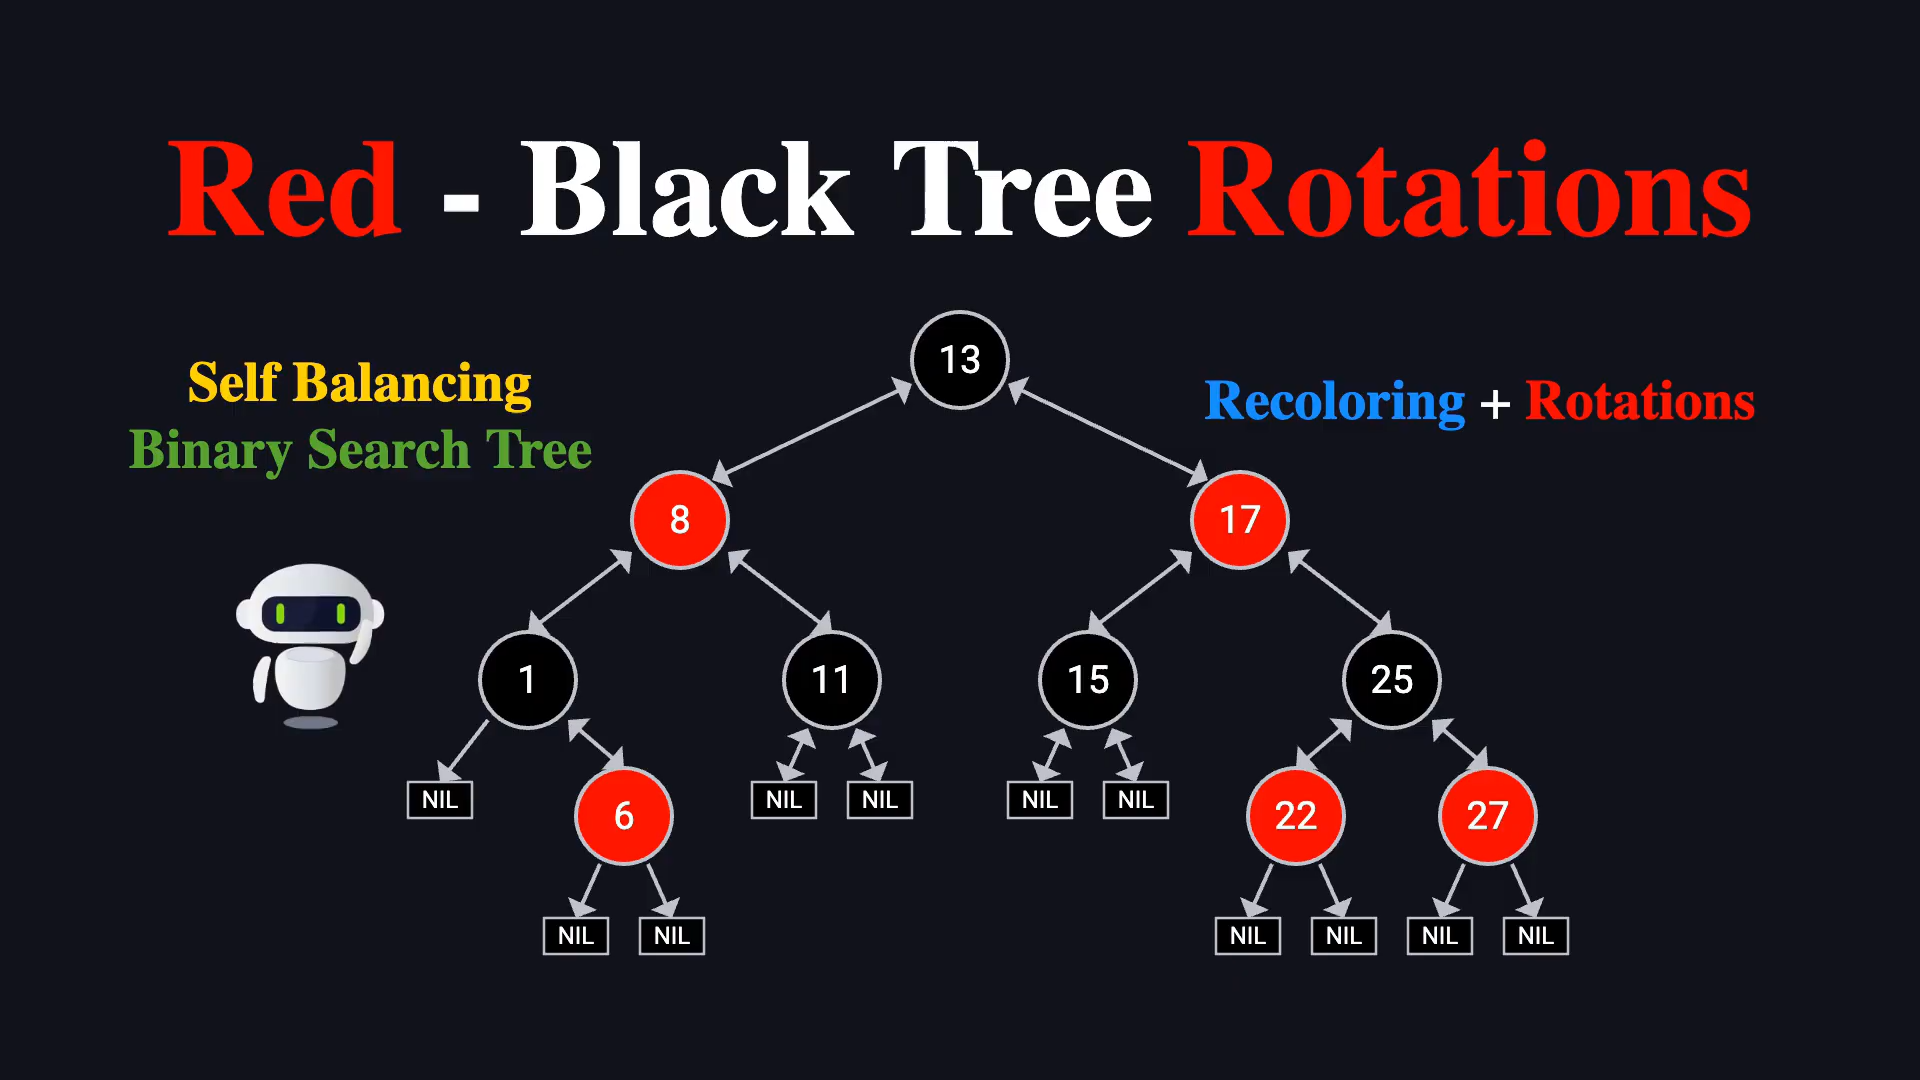 Red - Black Tree Rotations
Self Balancing
Binary Search Tree
Recoloring + Rotations
13
8
17
1
11
15
25
NIL
6
NIL
NIL
NIL
NIL
22
27
NIL
NIL
NIL
NIL
NIL
NIL